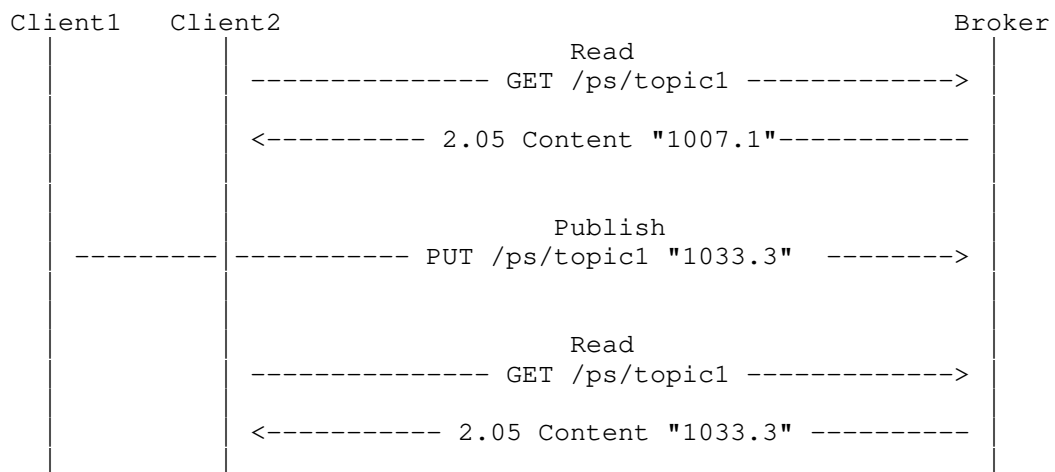 Client1 Client2 Broker
Read
--------------- GET /ps/topic1 ------------->
<---------- 2.05 Content "1007.1"------------
Publish
---------|----------- PUT /ps/topic1 "1033.3" -------->
Read
--------------- GET /ps/topic1 ------------->
<----------- 2.05 Content "1033.3" ----------